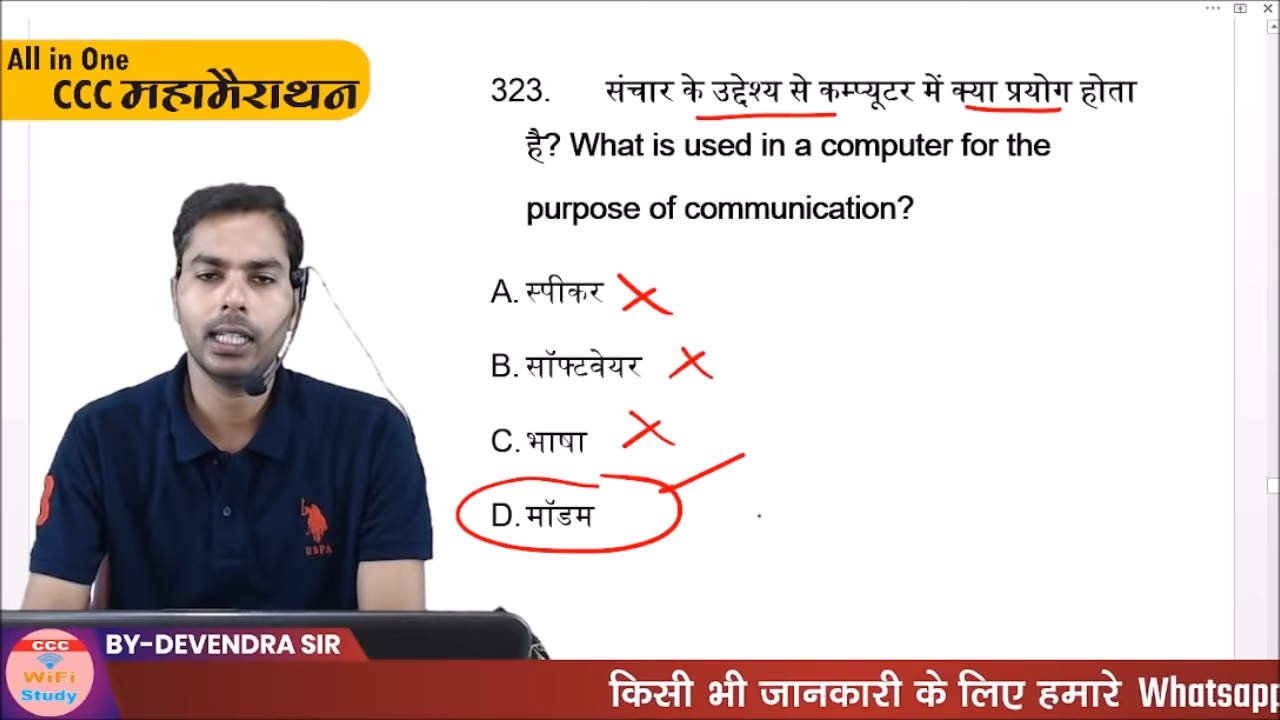 All in One
CCC महामैराथन
323. संचार के उद्देश्य से कम्प्यूटर में क्या प्रयोग होता
है? What is used in a computer for the
purpose of communication?
A. स्पीकर
B. सॉफ्टवेयर
C. भाषा
D. मॉडम
USPA
BY-DEVENDRA SIR
CCC
WiFi
Study
किसी भी जानकारी के लिए हमारे Whatsapp